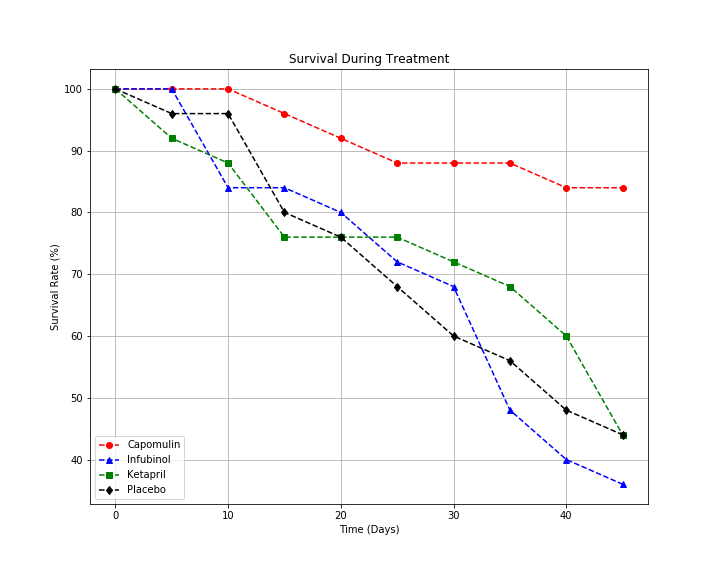 Survival During Treatment
100
90
80
70
60
50
40
Survival Rate (%)
Capomulin
Infubinol
Ketapril
Placebo
0
10
20
30
40
Time (Days)